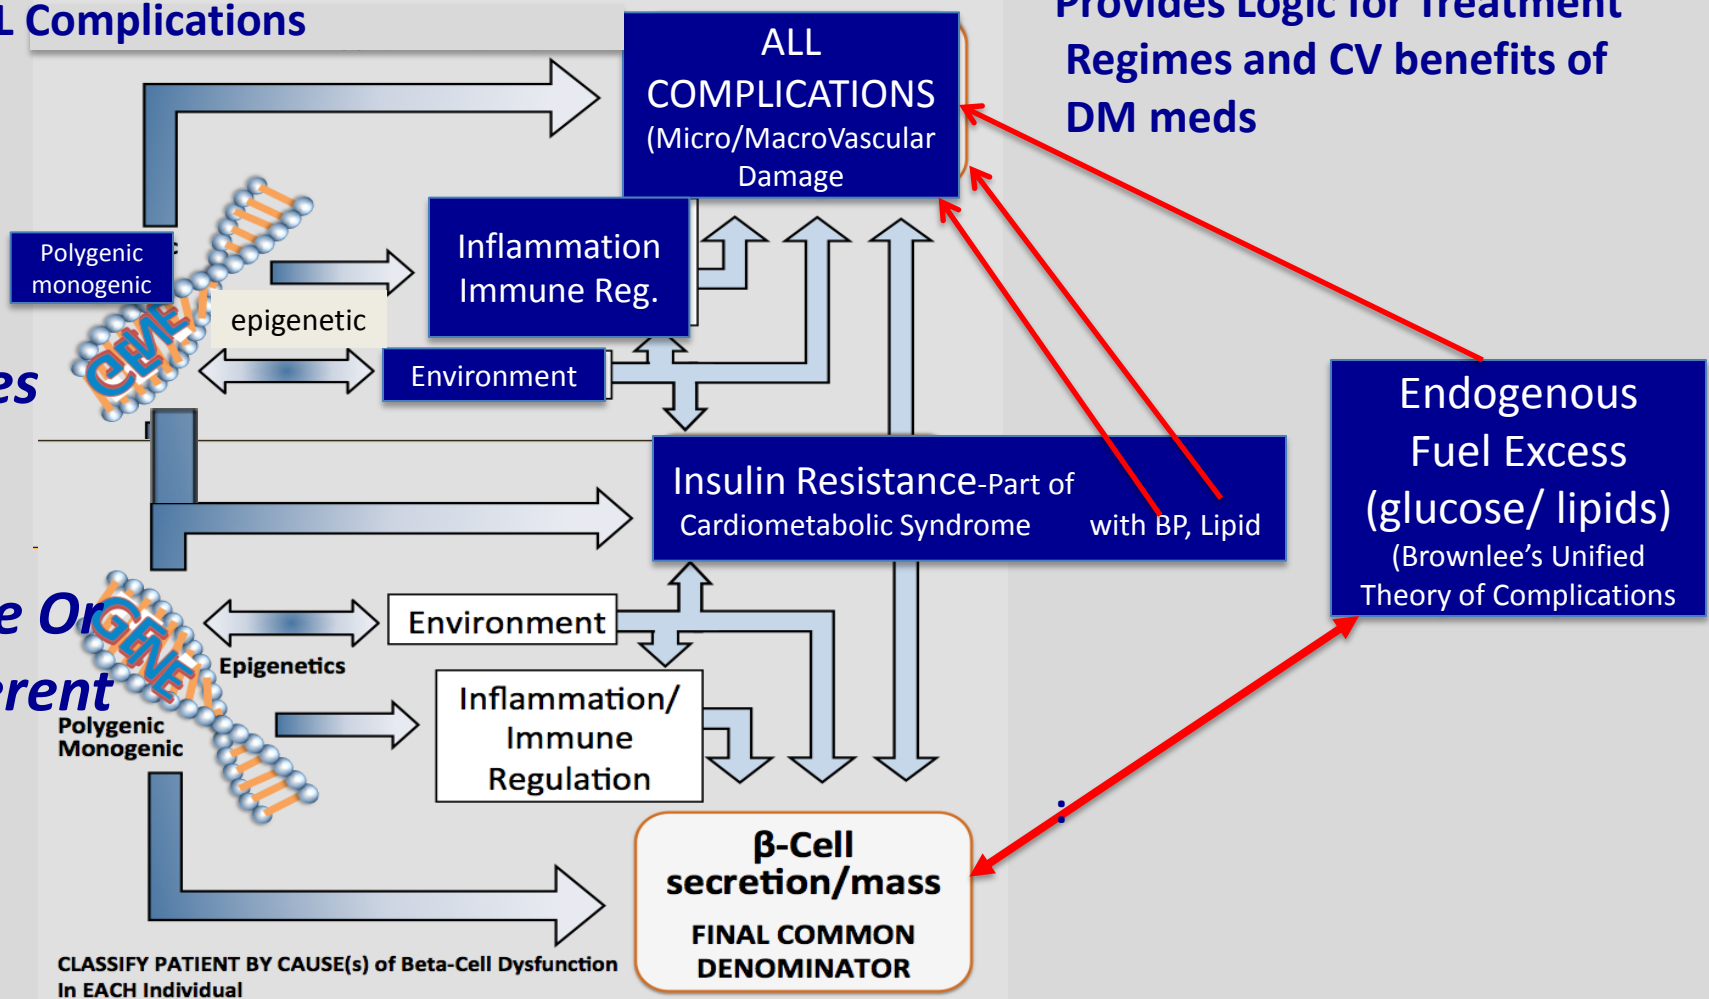 L Complications
Provides Logic for Treatment
Regimes and CV benefits of
DM meds
ALL
COMPLICATIONS
(Micro/MacroVascular
Damage
Polygenic
monogenic
Inflammation
Immune Reg.
epigenetic
GENE
Environment
es
Insulin Resistance-Part of
Cardiometabolic Syndrome with BP, Lipid
Endogenous
Fuel Excess
(glucose/ lipids)
(Brownlee’s Unified
Theory of Complications
e Or
erent
GENE
Environment
Epigenetics
Polygenic
Monogenic
Inflammation/
Immune
Regulation
:
β-Cell
secretion/mass
FINAL COMMON
DENOMINATOR
CLASSIFY PATIENT BY CAUSE(s) of Beta-Cell Dysfunction
In EACH Individual